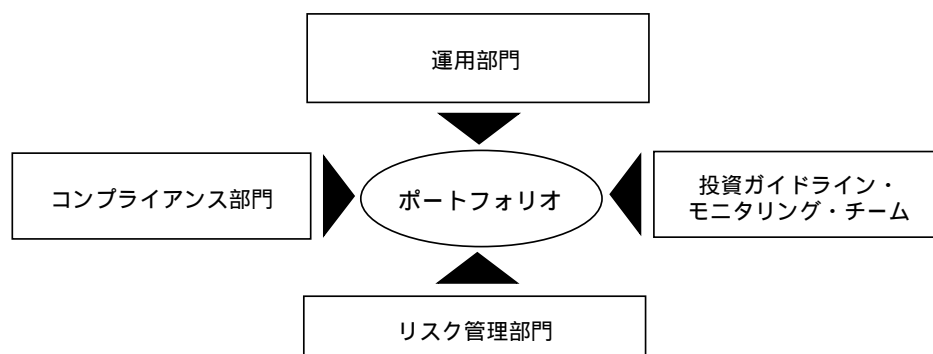 運用部門
コンプライアンス部門
ポートフォリオ
投資ガイドライン・
モニタリング・チーム
リスク管理部門